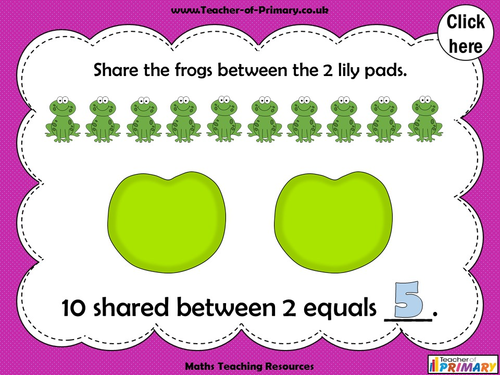 www.Teacher-of-Primary.co.uk
Click
here
Share the frogs between the 2 lily pads.
10 shared between 2 equals 5.
Maths Teaching Resources
Teacher of
PRIMARY